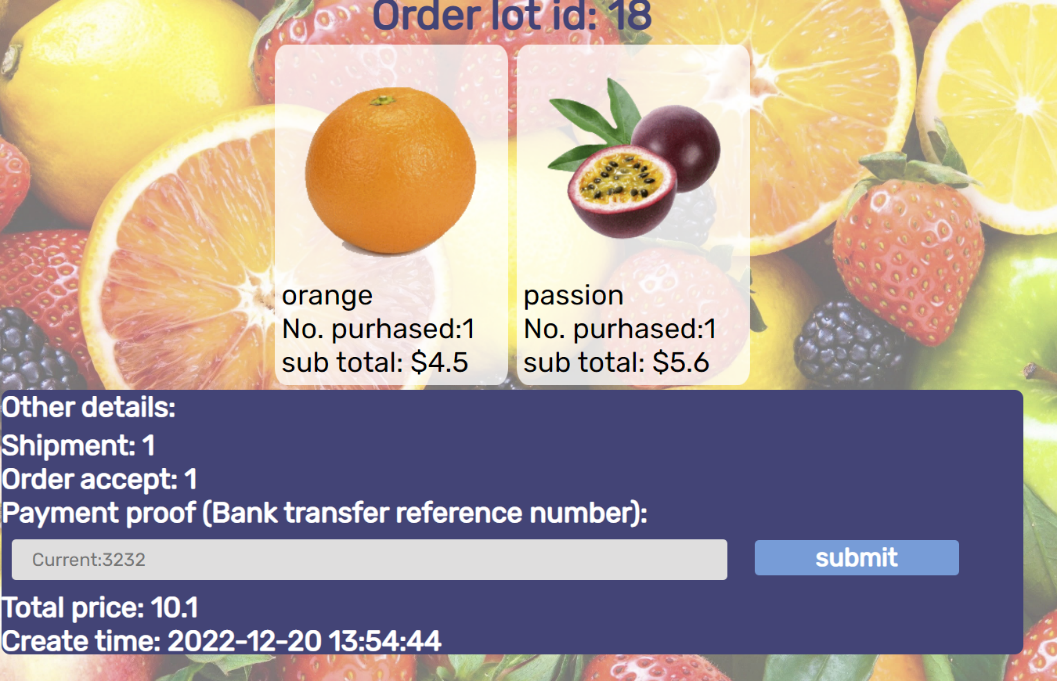 Order lot id: 18
orange
No. purhased:1
sub total: $4.5
passion
No. purhased:1
sub total: $5.6
Other details:
Shipment: 1
Order accept: 1
Payment proof (Bank transfer reference number):
Current:3232
submit
Total price: 10.1
Create time: 2022-12-20 13:54:44